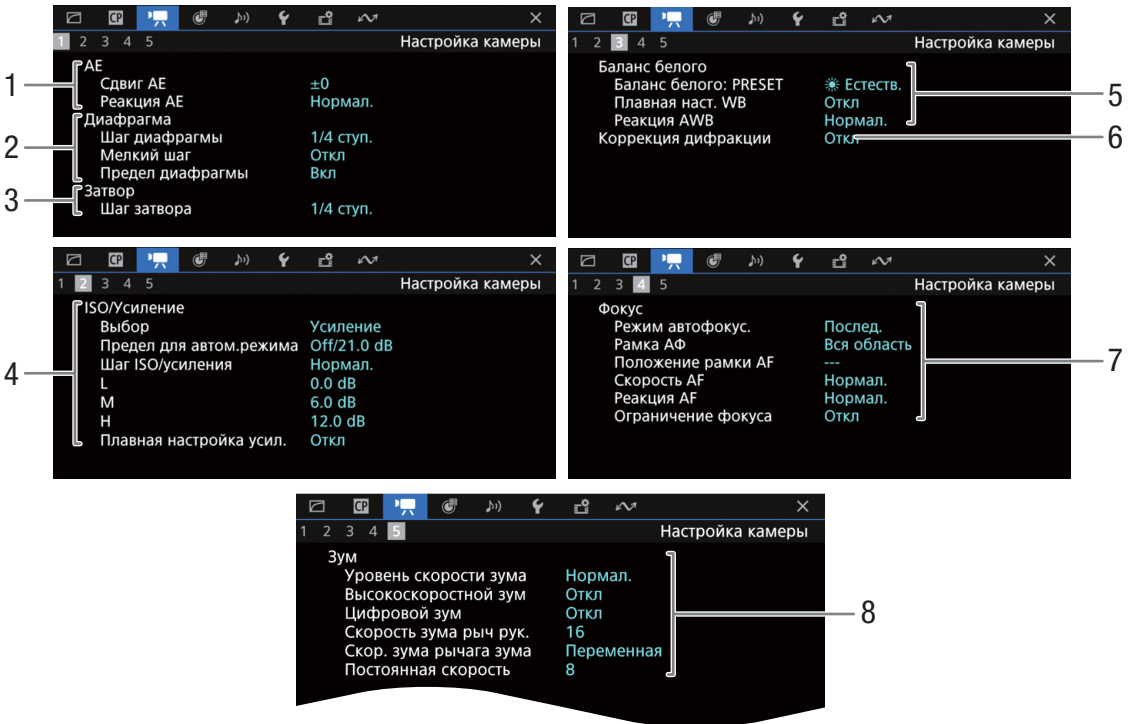 CP
1 2 3 4 5
Настройка камеры
1
AE
Сдвиг AE ±0
Реакция AE Нормал.
2
Диафрагма
Шаг диафрагмы 1/4 ступ.
Мелкий шаг Откл
Предел диафрагмы Вкл
3
Затвор
Шаг затвора 1/4 ступ.
CP
1 2 3 4 5
Настройка камеры
Баланс белого
Баланс белого: PRESET Естеств.
Плавная наст. WB Откл
Реакция AWB Нормал.
5
Коррекция дифракции Откл
6
CP
1 2 3 4 5
Настройка камеры
4
ISO/Усиление
Выбор Усиление
Предел для автом.режима Off/21.0 dB
Шаг ISO/усиления Нормал.
L 0.0 dB
M 6.0 dB
H 12.0 dB
Плавная настройка усил. Откл
CP
1 2 3 4 5
Настройка камеры
Фокус
Режим автофокус. Послед.
Рамка АФ Вся область
Положение рамки AF ---
Скорость AF Нормал.
Реакция AF Нормал.
Ограничение фокуса Откл
7
CP
1 2 3 4 5
Настройка камеры
Зум
Уровень скорости зума Нормал.
Высокоскоростной зум Откл
Цифровой зум Откл
Скорость зума рыч рук. 16
Скор. зума рычага зума Переменная
Постоянная скорость 8
8